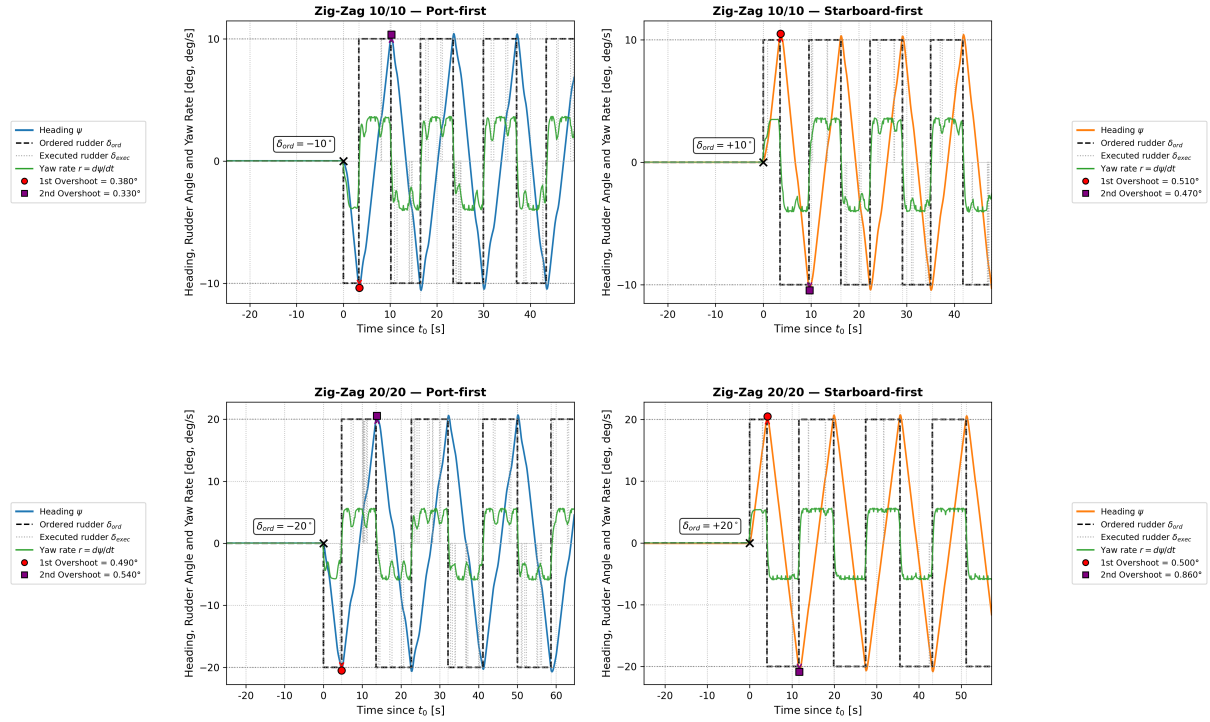 Zig-Zag 10/10 — Port-first
Heading, Rudder Angle and Yaw Rate [deg, deg/s]
10
0
−10
δord = −10°
-20
-10
0
10
20
30
40
Time since t0 [s]
Heading ψ
Ordered rudder δord
Executed rudder δexec
Yaw rate r = dψ/dt
1st Overshoot = 0.380°
2nd Overshoot = 0.330°
Zig-Zag 10/10 — Starboard-first
Heading, Rudder Angle and Yaw Rate [deg, deg/s]
10
0
−10
δord = +10°
-20
-10
0
10
20
30
40
Time since t0 [s]
Heading ψ
Ordered rudder δord
Executed rudder δexec
Yaw rate r = dψ/dt
1st Overshoot = 0.510°
2nd Overshoot = 0.470°
Zig-Zag 20/20 — Port-first
Heading, Rudder Angle and Yaw Rate [deg, deg/s]
20
10
0
−10
−20
δord = −20°
-20
-10
0
10
20
30
40
50
60
Time since t0 [s]
Heading ψ
Ordered rudder δord
Executed rudder δexec
Yaw rate r = dψ/dt
1st Overshoot = 0.490°
2nd Overshoot = 0.540°
Zig-Zag 20/20 — Starboard-first
Heading, Rudder Angle and Yaw Rate [deg, deg/s]
20
10
0
−10
−20
δord = +20°
-20
-10
0
10
20
30
40
50
Time since t0 [s]
Heading ψ
Ordered rudder δord
Executed rudder δexec
Yaw rate r = dψ/dt
1st Overshoot = 0.500°
2nd Overshoot = 0.860°